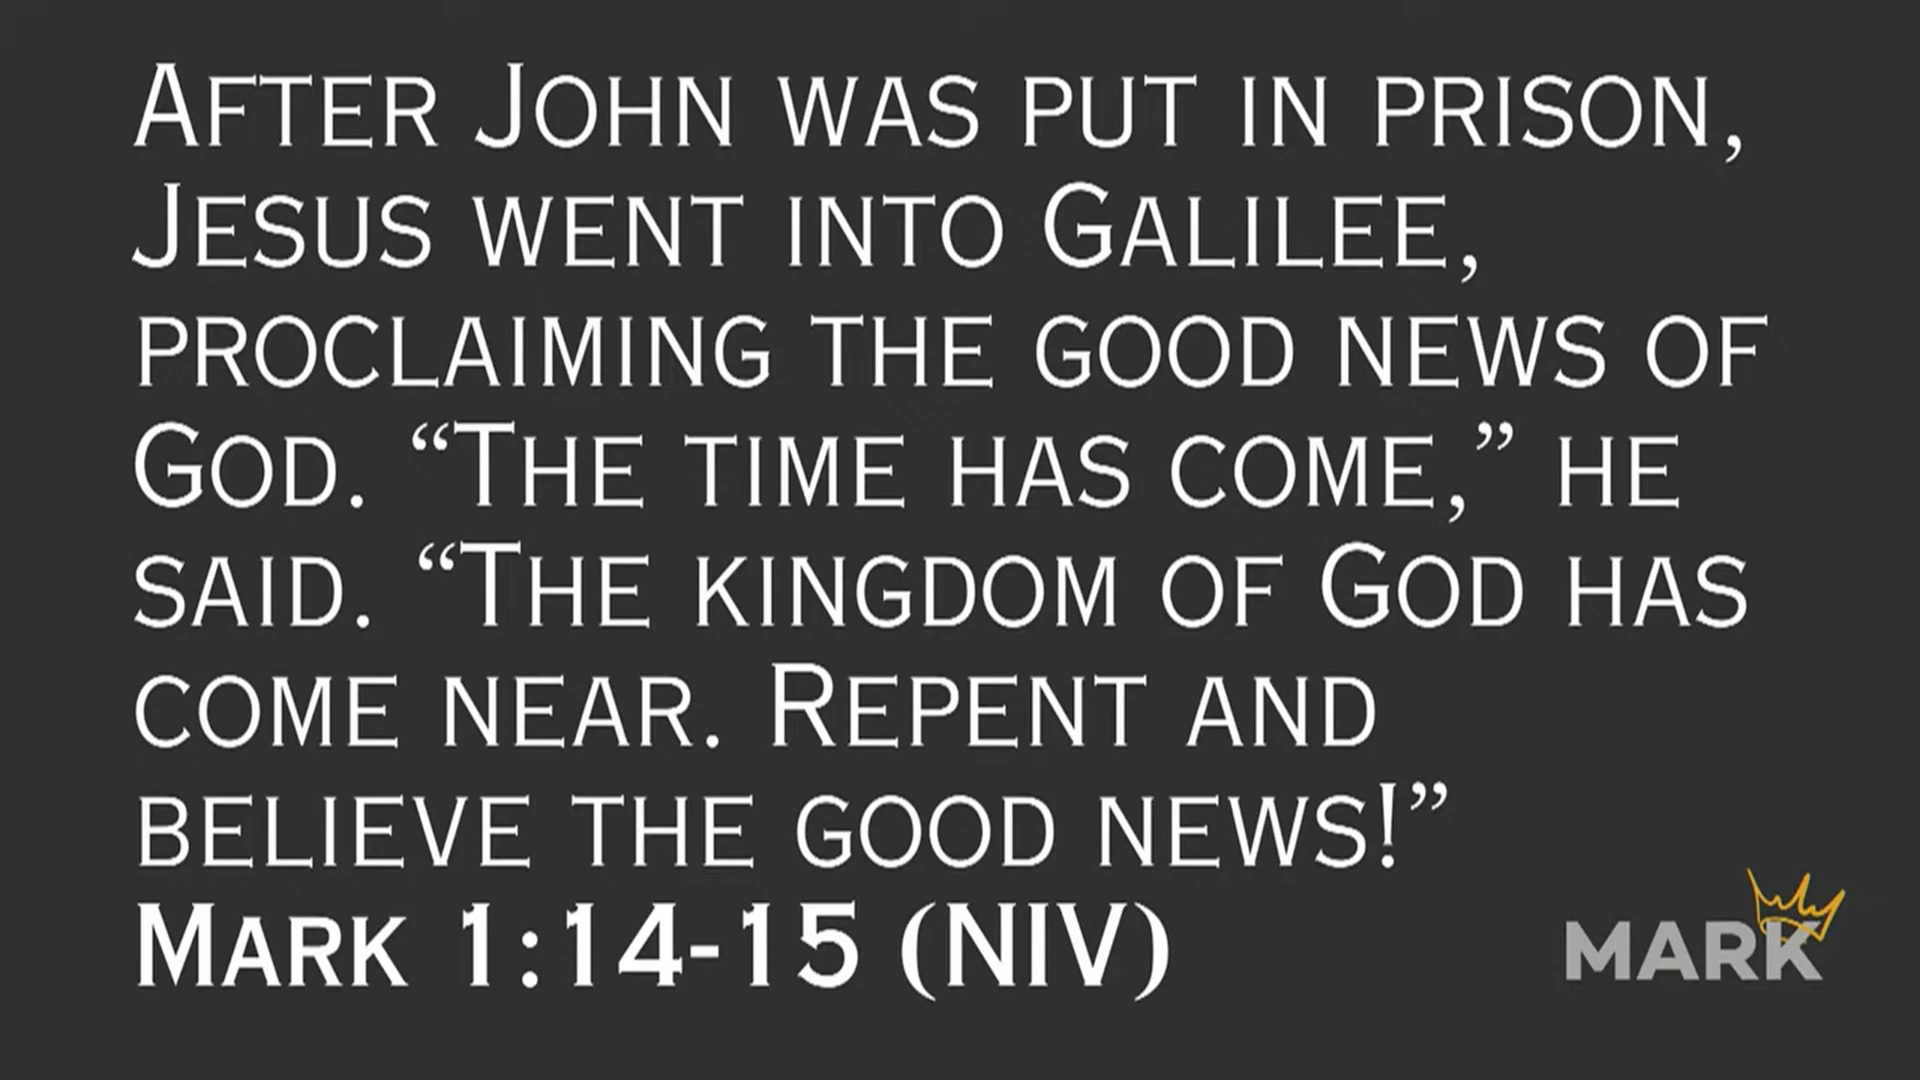 After John was put in prison,
Jesus went into Galilee,
proclaiming the good news of
God. “The time has come,” he
said. “The kingdom of God has
come near. Repent and
believe the good news!”
Mark 1:14-15 (NIV)
MARK